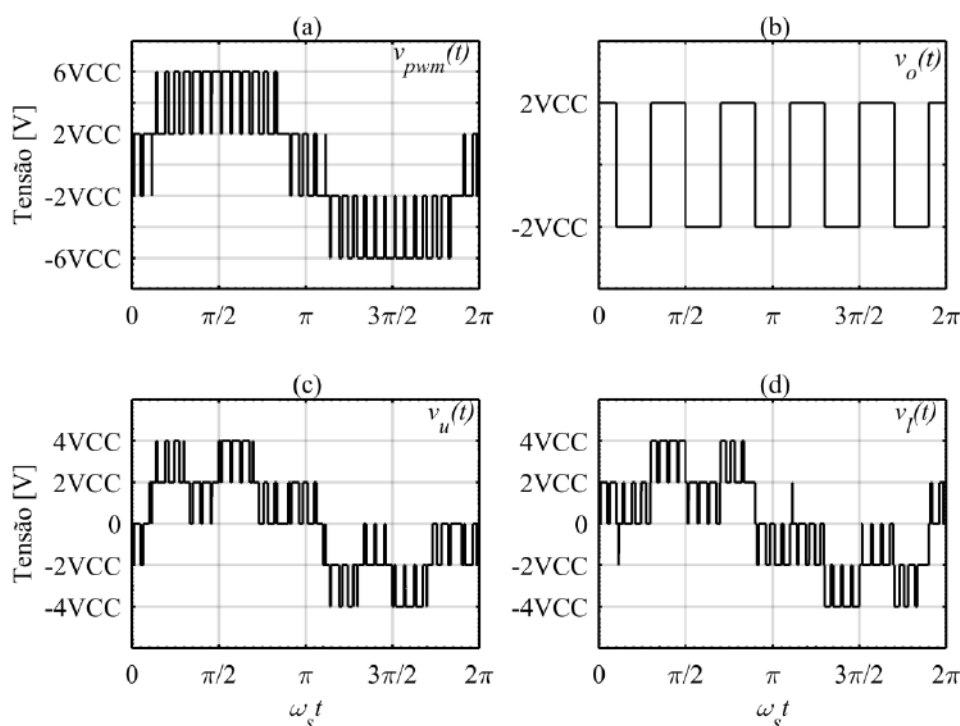 (a)
v_pwm(t)
6VCC
2VCC
-2VCC
-6VCC
Tensão [V]
0 π/2 π 3π/2 2π
(b)
v_o(t)
2VCC
-2VCC
0 π/2 π 3π/2 2π
(c)
v_u(t)
4VCC
2VCC
0
-2VCC
-4VCC
Tensão [V]
0 π/2 π 3π/2 2π
ω_s t
(d)
v_l(t)
4VCC
2VCC
0
-2VCC
-4VCC
0 π/2 π 3π/2 2π
ω_s t